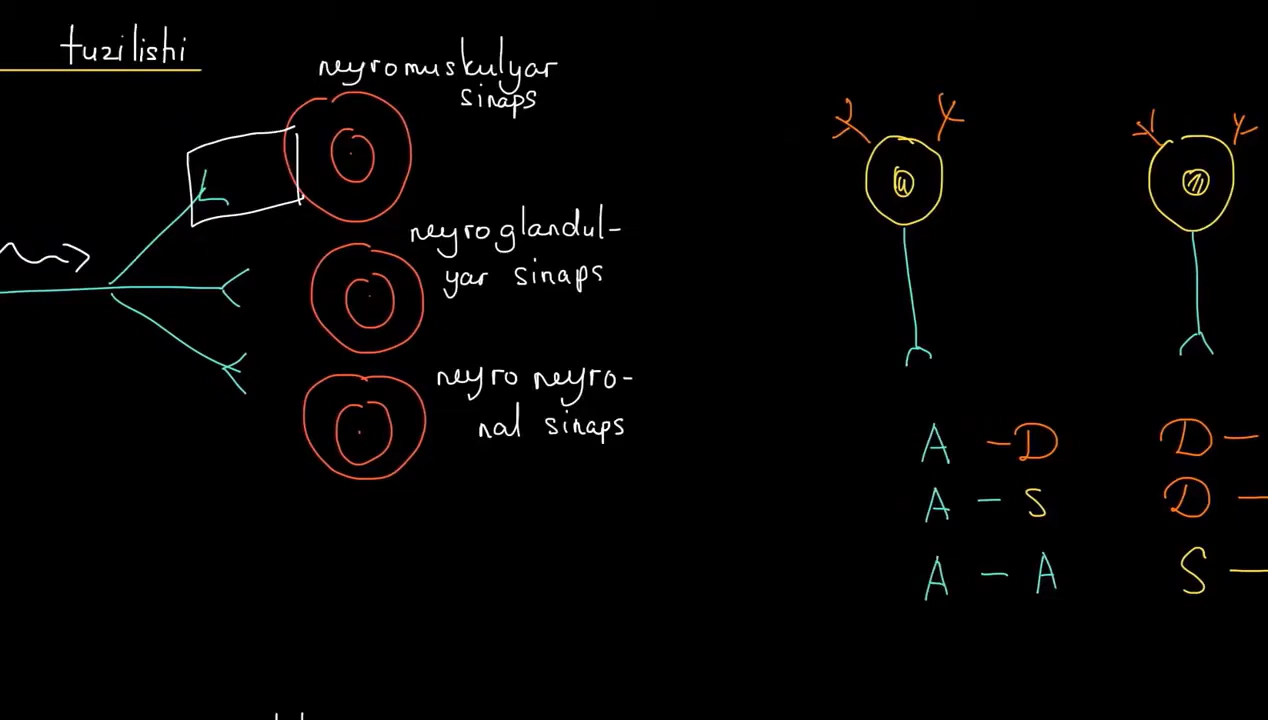 tuzilishi
neyromuskulyar
sinaps
neyroglandul-
yar sinaps
neyro neyro-
nal sinaps
A - D
A - S
A - A
D -
D -
S -